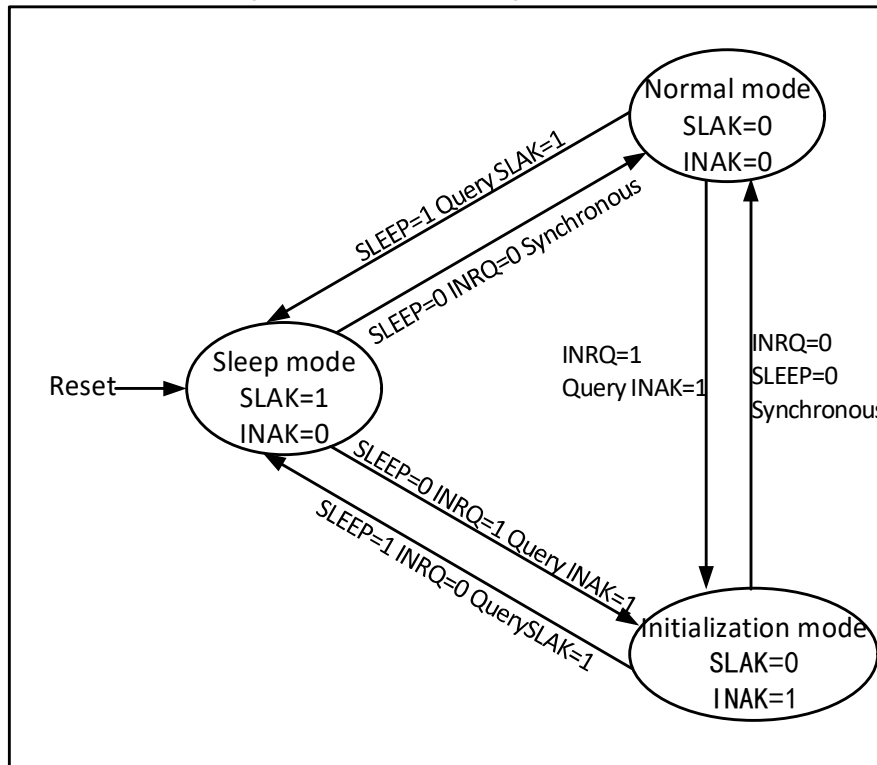 Normal mode
SLAK=0
INAK=0
SLEEP=1 Query SLAK=1
SLEEP=0 INRQ=0 Synchronous
INRQ=1
Query INAK=1
INRQ=0
SLEEP=0
Synchronous
Reset
Sleep mode
SLAK=1
INAK=0
SLEEP=0 INRQ=1 Query INAK=1
SLEEP=1 INRQ=0 QuerySLAK=1
Initialization mode
SLAK=0
INAK=1